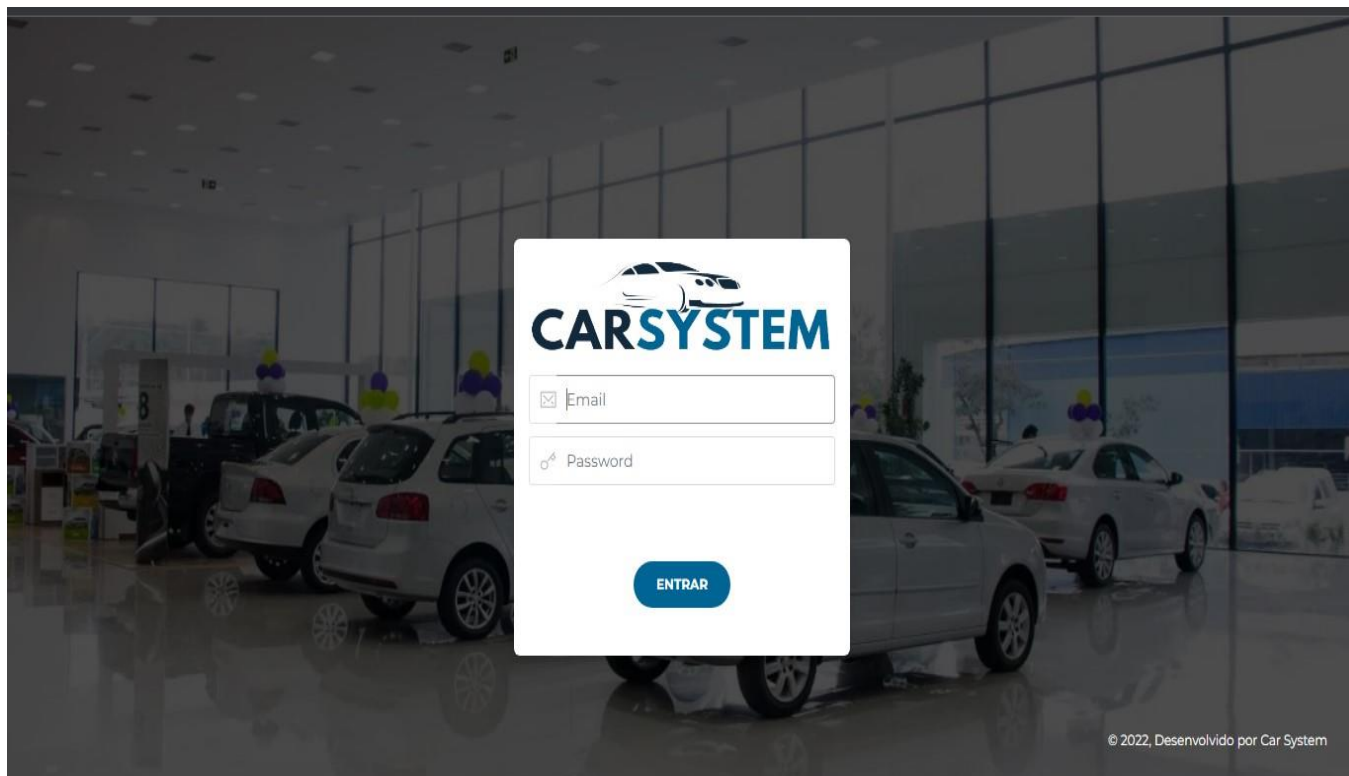 CARSYSTEM
Email
Password
ENTRAR
© 2022, Desenvolvido por Car System